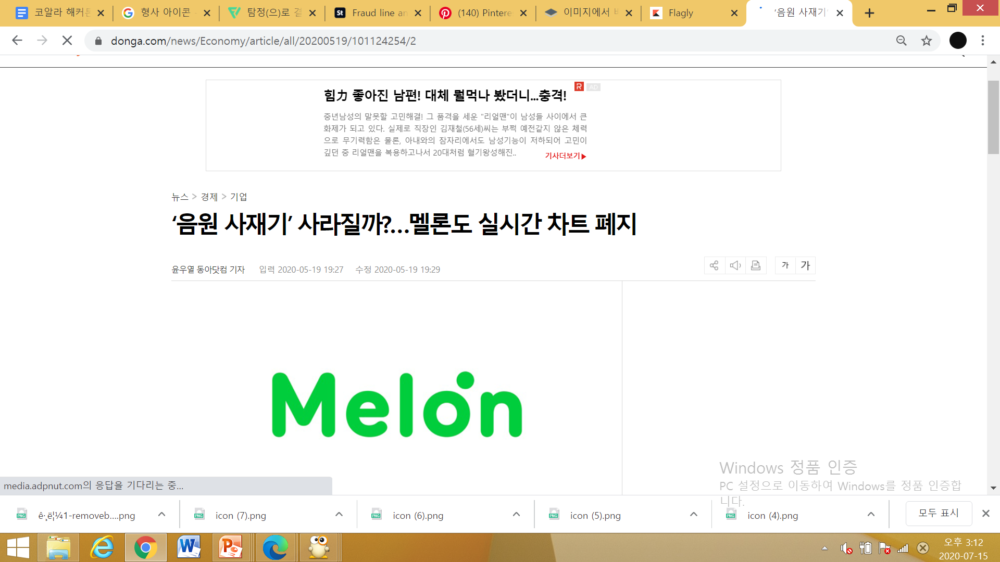 코알라 해커튼
형사 아이콘 -
탐정(으)로 결
Fraud line an
(140) Pintere
이미지에서 ㅂ
Flagly
‘음원 사재기’
donga.com/news/Economy/article/all/20200519/101124254/2
힘力 좋아진 남편! 대체 뭘먹나 봤더니...충격!
R AD
중년남성의 말못할 고민해결! 그 품격을 세운 "리얼맨"이 남성들 사이에서 큰
화제가 되고 있다. 실제로 직장인 김재철(56세)씨는 부쩍 예전같지 않은 체력
으로 무기력함은 물론, 아내와의 잠자리에서도 남성기능이 저하되어 고민이
깊던 중 리얼맨을 복용하고나서 20대처럼 혈기왕성해진..
기사더보기▶
뉴스 > 경제 > 기업
‘음원 사재기’ 사라질까?…멜론도 실시간 차트 폐지
윤우열 동아닷컴 기자 입력 2020-05-19 19:27 수정 2020-05-19 19:29
가 가
Melon
Windows 정품 인증
PC 설정으로 이동하여 Windows를 정품 인증합
니다.
media.adpnut.com의 응답을 기다리는 중...
ê·¸ë¦¼1-removeb....png
icon (7).png
icon (6).png
icon (5).png
icon (4).png
모두 표시
오후 3:12
2020-07-15